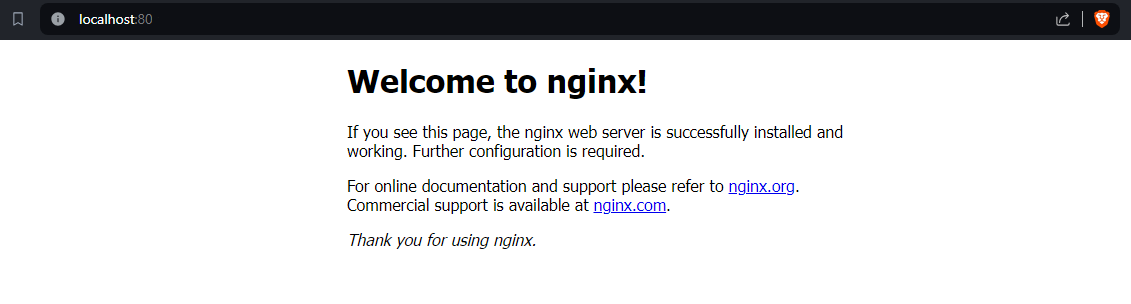 localhost:80
Welcome to nginx!
If you see this page, the nginx web server is successfully installed and
working. Further configuration is required.
For online documentation and support please refer to nginx.org.
Commercial support is available at nginx.com.
Thank you for using nginx.